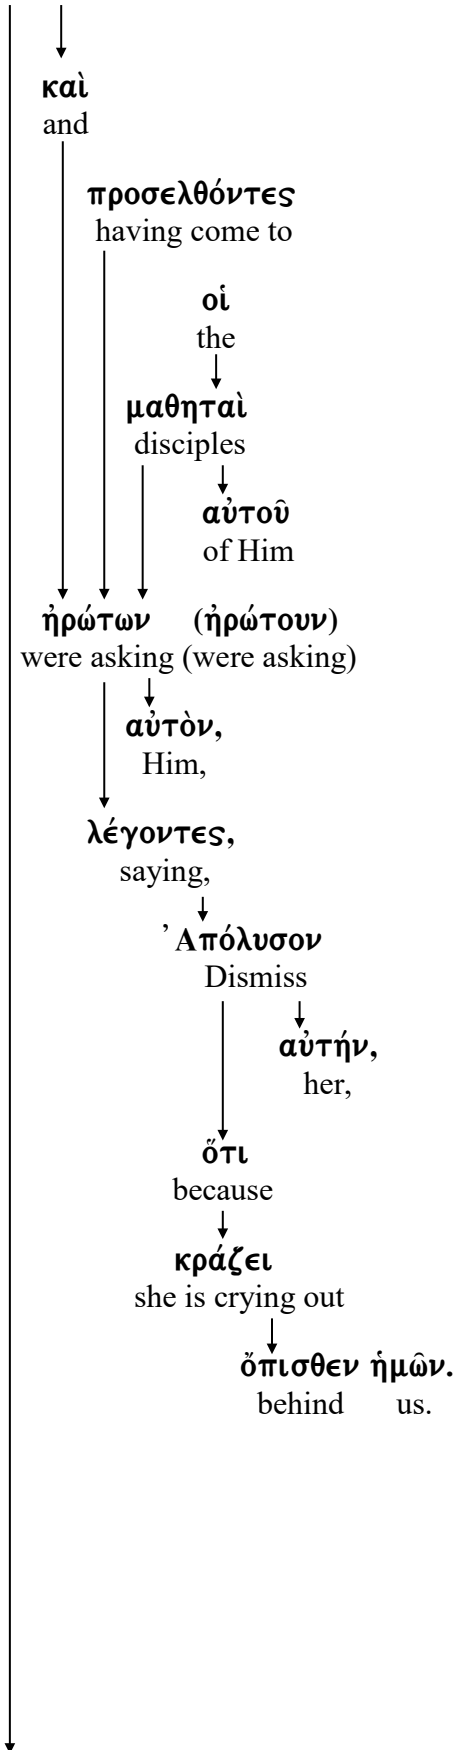 καὶ
and
προσελθόντες
having come to
οἱ
the
μαθηταὶ
disciples
αὐτοῦ
of Him
ἠρώτων (ἠρώτουν)
were asking (were asking)
αὐτὸν,
Him,
λέγοντες,
saying,
᾿Απόλυσον
Dismiss
αὐτήν,
her,
ὅτι
because
κράζει
she is crying out
ὄπισθεν ἡμῶν.
behind us.